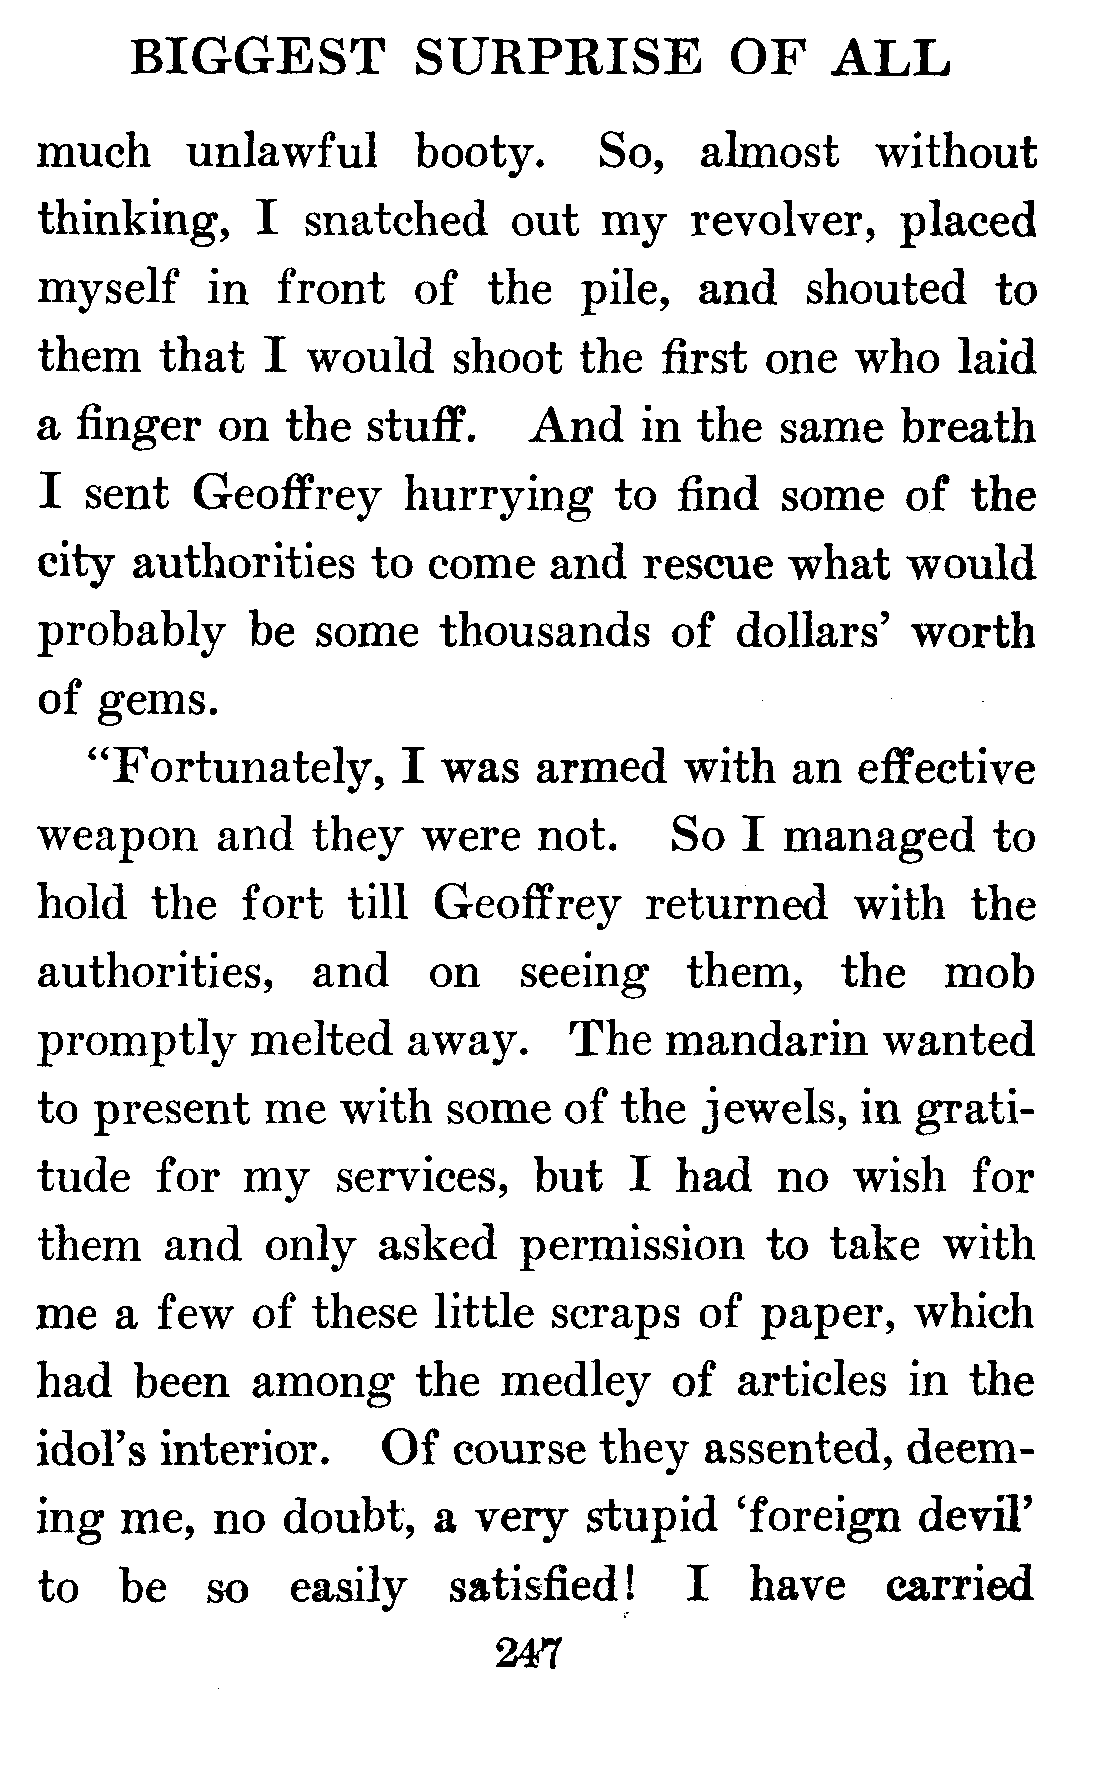 BIGGEST SURPRISE OF ALL
much unlawful booty. So, almost without
thinking, I snatched out my revolver, placed
myself in front of the pile, and shouted to
them that I would shoot the first one who laid
a finger on the stuff. And in the same breath
I sent Geoffrey hurrying to find some of the
city authorities to come and rescue what would
probably be some thousands of dollars' worth
of gems.
"Fortunately, I was armed with an effective
weapon and they were not. So I managed to
hold the fort till Geoffrey returned with the
authorities, and on seeing them, the mob
promptly melted away. The mandarin wanted
to present me with some of the jewels, in grati-
tude for my services, but I had no wish for
them and only asked permission to take with
me a few of these little scraps of paper, which
had been among the medley of articles in the
idol's interior. Of course they assented, deem-
ing me, no doubt, a very stupid 'foreign devil'
to be so easily satisfied! I have carried
247